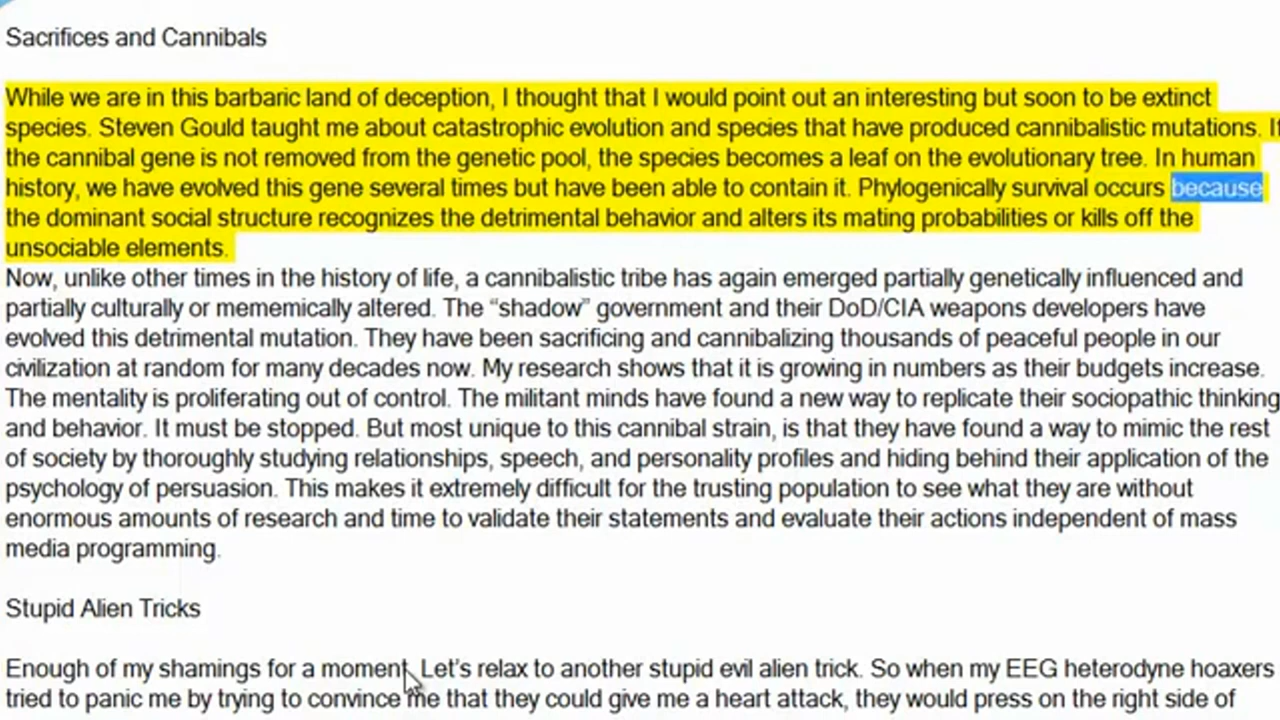 Sacrifices and Cannibals
While we are in this barbaric land of deception, I thought that I would point out an interesting but soon to be extinct
species. Steven Gould taught me about catastrophic evolution and species that have produced cannibalistic mutations. If
the cannibal gene is not removed from the genetic pool, the species becomes a leaf on the evolutionary tree. In human
history, we have evolved this gene several times but have been able to contain it. Phylogenically survival occurs because
the dominant social structure recognizes the detrimental behavior and alters its mating probabilities or kills off the
unsociable elements.
Now, unlike other times in the history of life, a cannibalistic tribe has again emerged partially genetically influenced and
partially culturally or mememically altered. The “shadow” government and their DoD/CIA weapons developers have
evolved this detrimental mutation. They have been sacrificing and cannibalizing thousands of peaceful people in our
civilization at random for many decades now. My research shows that it is growing in numbers as their budgets increase.
The mentality is proliferating out of control. The militant minds have found a new way to replicate their sociopathic thinking
and behavior. It must be stopped. But most unique to this cannibal strain, is that they have found a way to mimic the rest
of society by thoroughly studying relationships, speech, and personality profiles and hiding behind their application of the
psychology of persuasion. This makes it extremely difficult for the trusting population to see what they are without
enormous amounts of research and time to validate their statements and evaluate their actions independent of mass
media programming.
Stupid Alien Tricks
Enough of my shamings for a moment. Let’s relax to another stupid evil alien trick. So when my EEG heterodyne hoaxers
tried to panic me by trying to convince me that they could give me a heart attack, they would press on the right side of